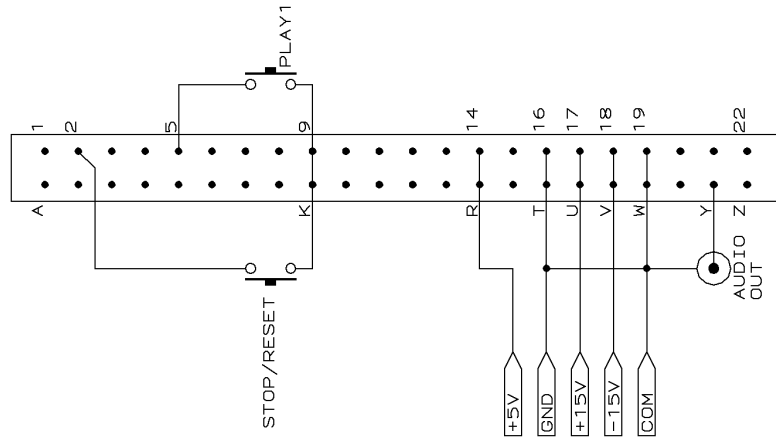 PLAY1
1
2
5
9
14
16
17
18
19
22
A
K
R
T
U
V
W
Y
Z
STOP/RESET
AUDIO
OUT
+5V
GND
+15V
-15V
COM